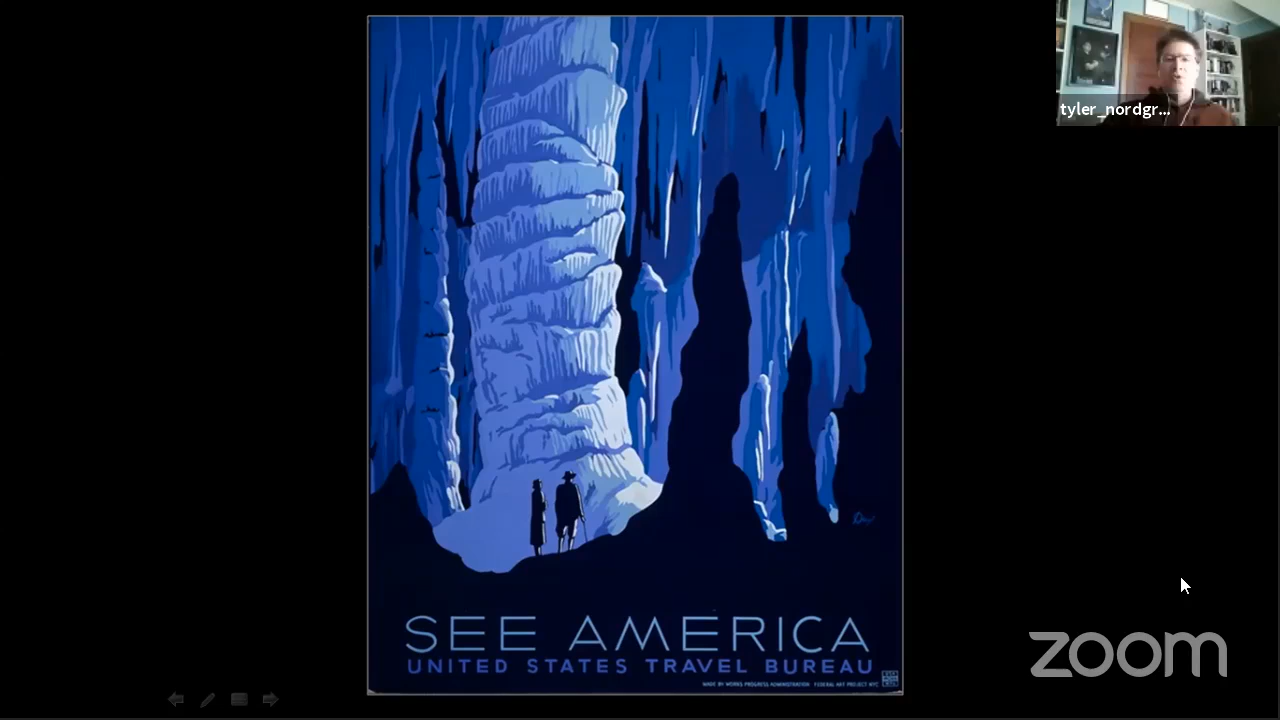 tyler_nordgr...
SEE AMERICA
UNITED STATES TRAVEL BUREAU
MADE BY WORKS PROGRESS ADMINISTRATION FEDERAL ART PROJECT NYC
zoom